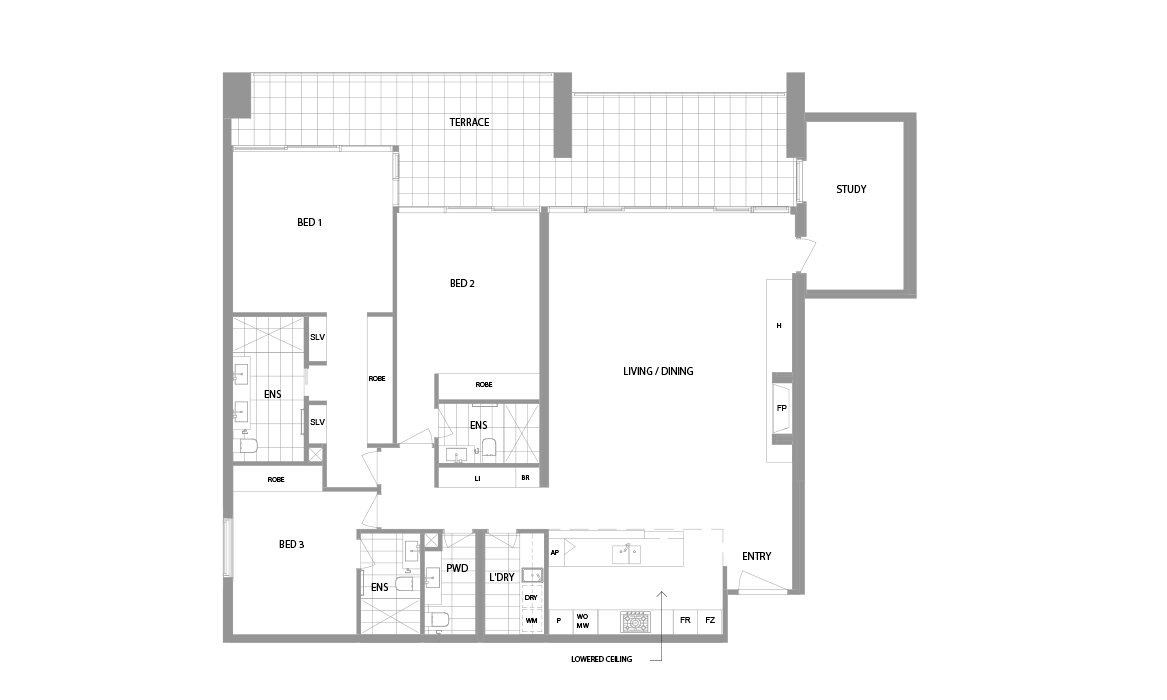 TERRACE
STUDY
BED 1
BED 2
H
LIVING / DINING
SLV
ROBE
ROBE
ENS
FP
SLV
ENS
ROBE
LI
BR
BED 3
AP
ENTRY
PWD
L'DRY
ENS
DRY
WM
P
WO
MW
FR
FZ
LOWERED CEILING